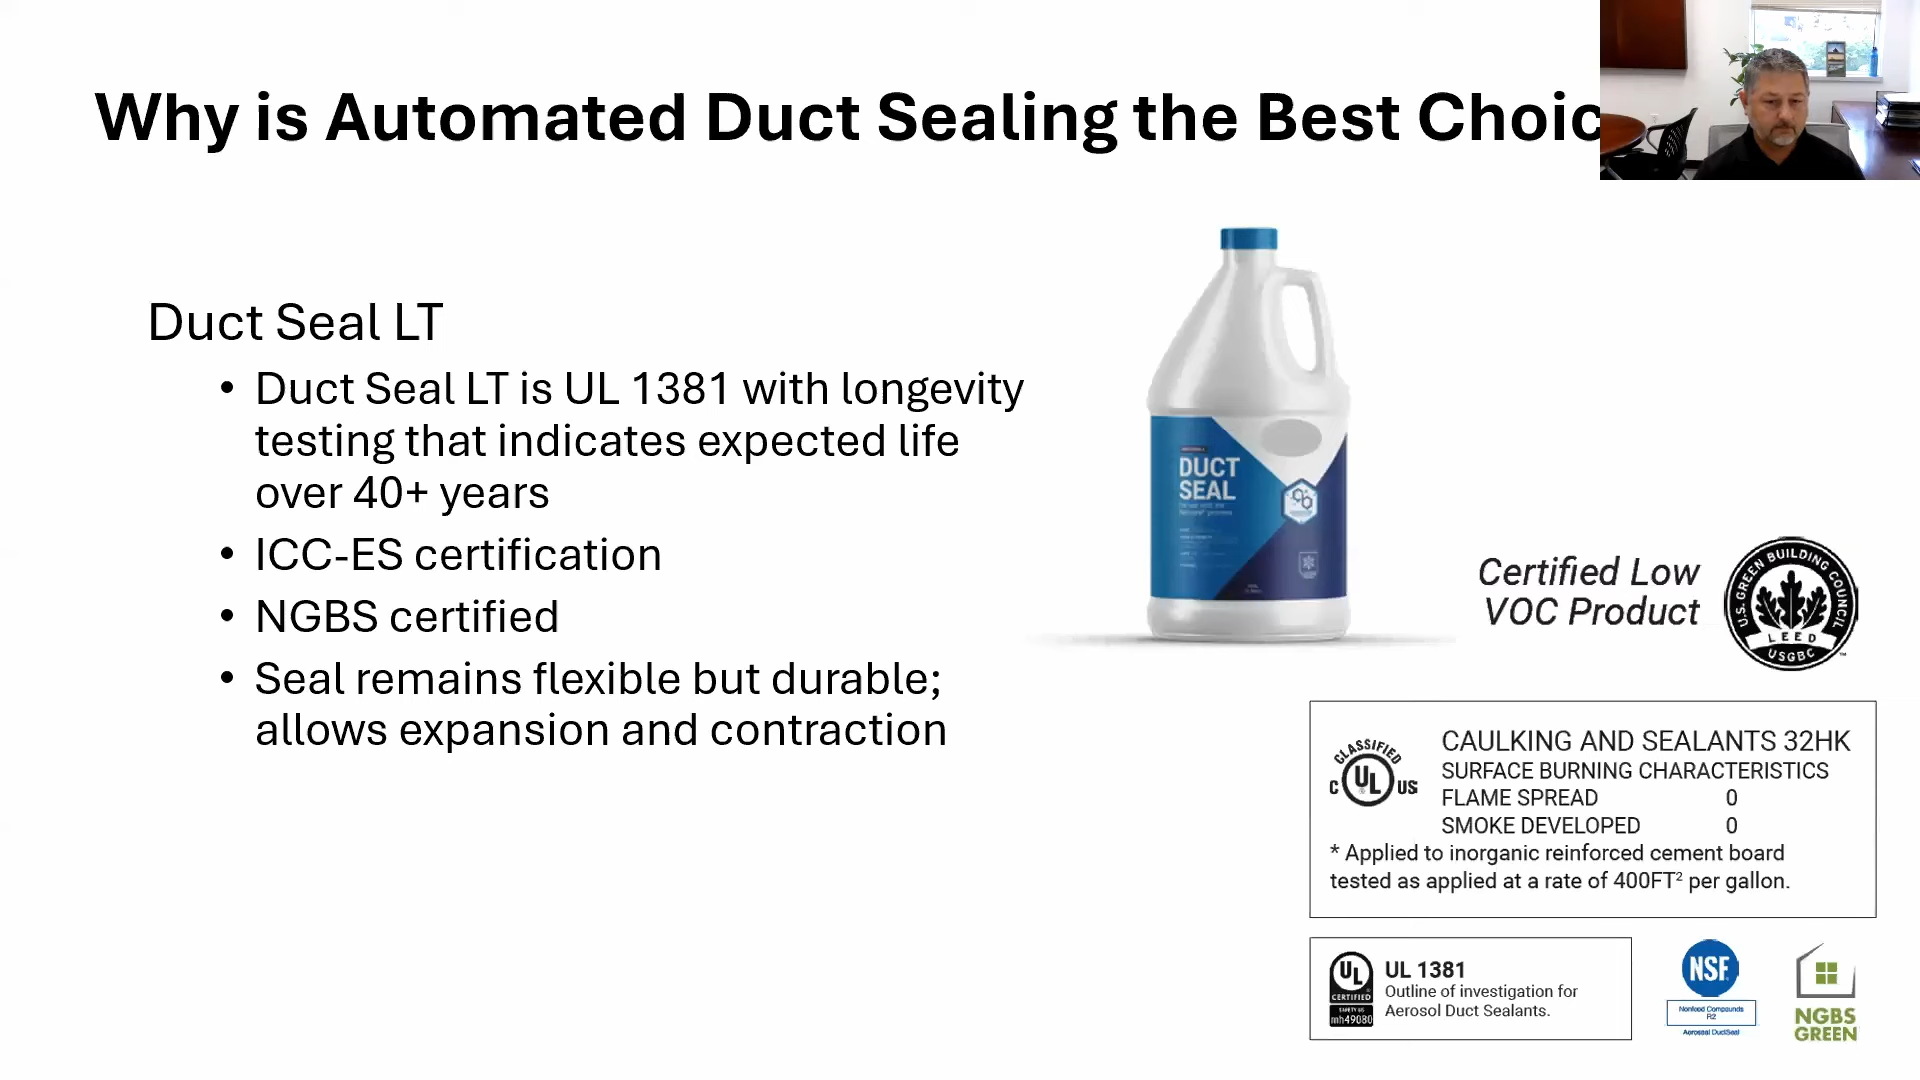 Why is Automated Duct Sealing the Best Choic
Duct Seal LT
• Duct Seal LT is UL 1381 with longevity
testing that indicates expected life
over 40+ years
• ICC-ES certification
• NGBS certified
• Seal remains flexible but durable;
allows expansion and contraction
DUCT
SEAL
Certified Low
VOC Product
U.S. GREEN BUILDING COUNCIL
LEED
USGBC
CLASSIFIED
C UL US
CAULKING AND SEALANTS 32HK
SURFACE BURNING CHARACTERISTICS
FLAME SPREAD 0
SMOKE DEVELOPED 0
* Applied to inorganic reinforced cement board
tested as applied at a rate of 400FT² per gallon.
UL
CERTIFIED
SAFETY US
mh49080
UL 1381
Outline of investigation for
Aerosol Duct Sealants.
NSF
Nonfood Compounds
R2
Aeroseal DuctSeal
NGBS
GREEN